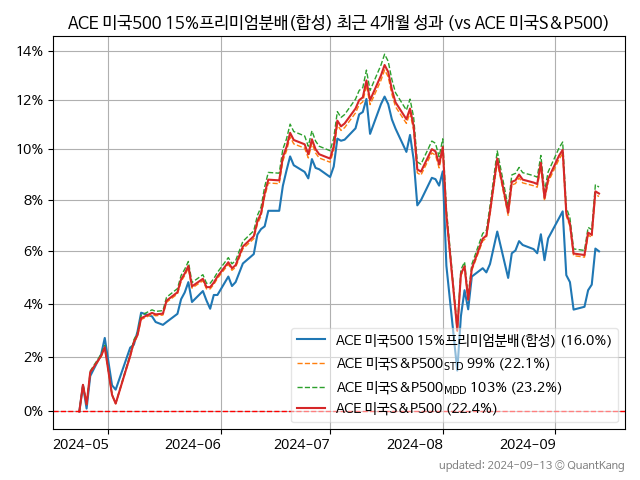 ACE 미국500 15%프리미엄분배(합성) 최근 4개월 성과 (vs ACE 미국S&P500)
14%
12%
10%
8%
6%
4%
2%
0%
ACE 미국500 15%프리미엄분배(합성) (16.0%)
ACE 미국S&P500STD 99% (22.1%)
ACE 미국S&P500MDD 103% (23.2%)
ACE 미국S&P500 (22.4%)
2024-05 2024-06 2024-07 2024-08 2024-09
updated: 2024-09-13 © QuantKang